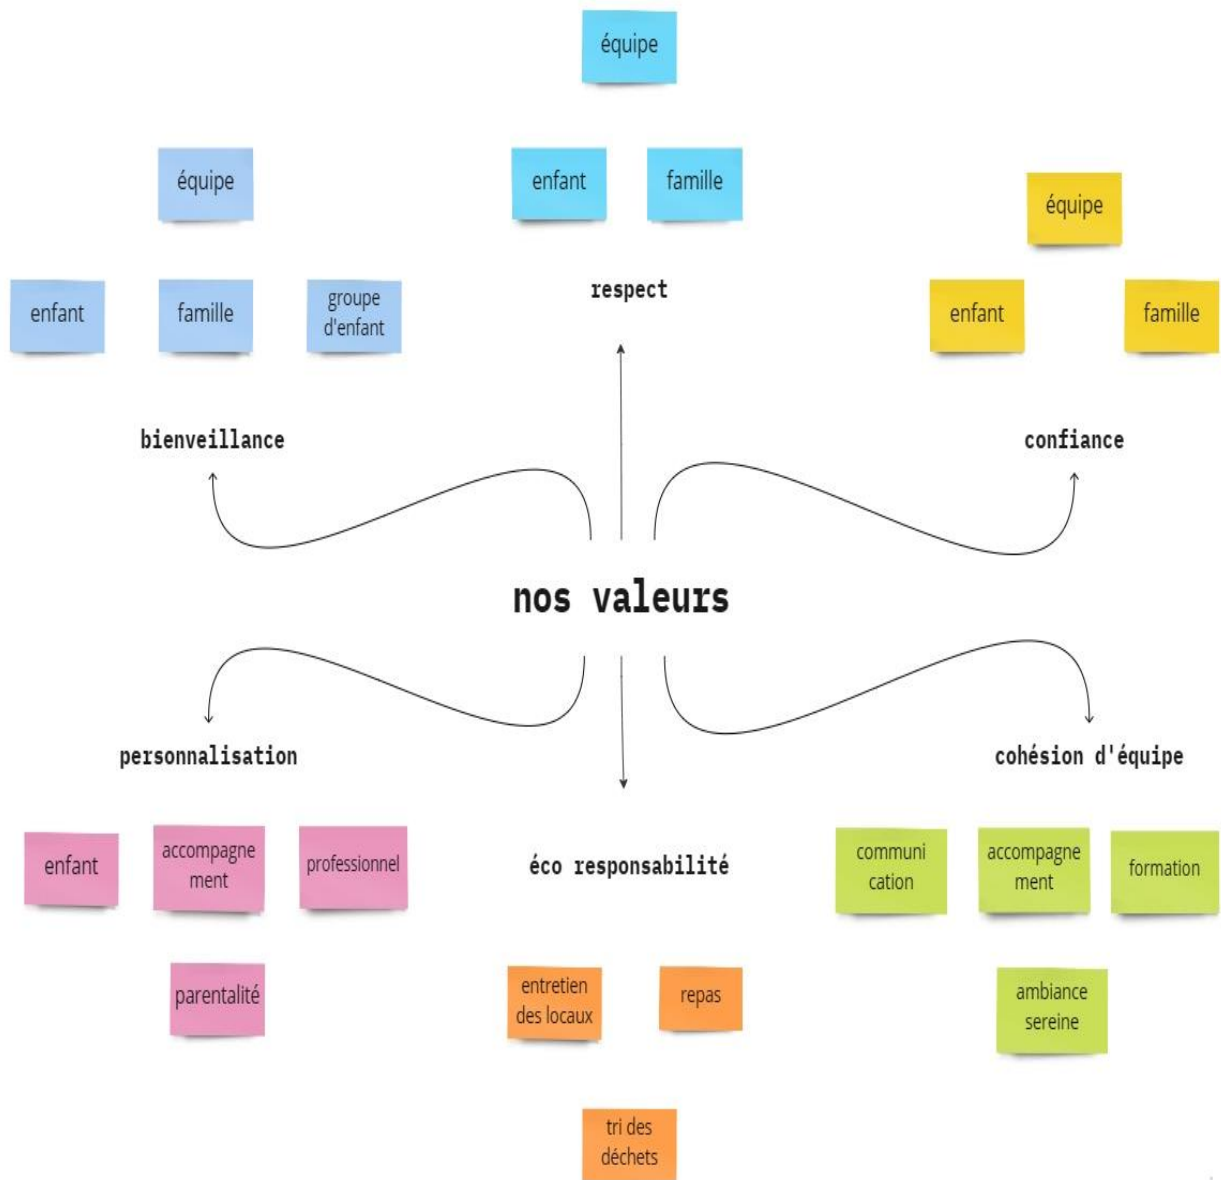 équipe
équipe
enfant
famille
équipe
enfant
famille
groupe
d'enfant
enfant
famille
respect
bienveillance
confiance
nos valeurs
personnalisation
cohésion d'équipe
éco responsabilité
enfant
accompagne
ment
professionnel
parentalité
entretien
des locaux
repas
tri des
déchets
communi
cation
accompagne
ment
formation
ambiance
sereine